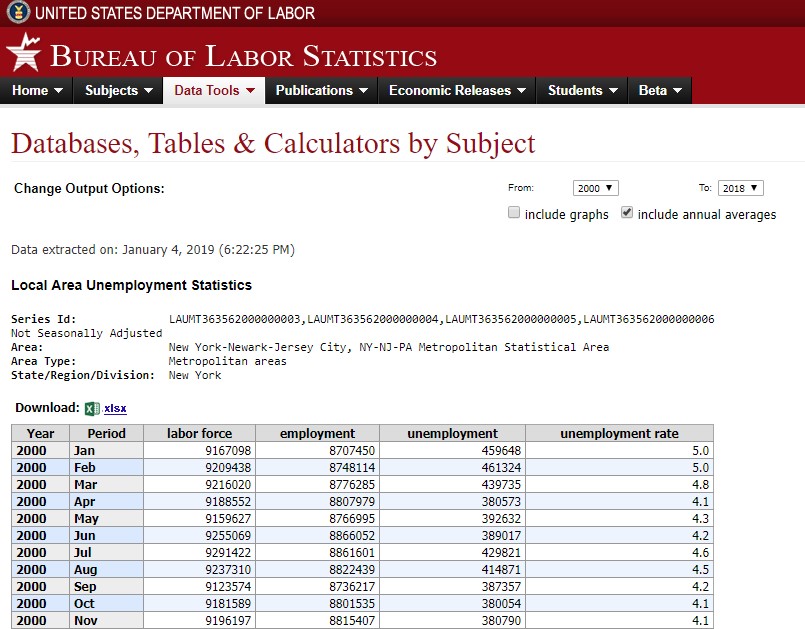 UNITED STATES DEPARTMENT OF LABOR
BUREAU OF LABOR STATISTICS
Home Subjects Data Tools Publications Economic Releases Students Beta
Databases, Tables & Calculators by Subject
Change Output Options: From: 2000 To: 2018
include graphs include annual averages
Data extracted on: January 4, 2019 (6:22:25 PM)
Local Area Unemployment Statistics
Series Id: LAUMT363562000000003,LAUMT363562000000004,LAUMT363562000000005,LAUMT363562000000006
Not Seasonally Adjusted
Area: New York-Newark-Jersey City, NY-NJ-PA Metropolitan Statistical Area
Area Type: Metropolitan areas
State/Region/Division: New York
Download: xlsx
Year Period labor force employment unemployment unemployment rate
2000 Jan 9167098 8707450 459648 5.0
2000 Feb 9209438 8748114 461324 5.0
2000 Mar 9216020 8776285 439735 4.8
2000 Apr 9188552 8807979 380573 4.1
2000 May 9159627 8766995 392632 4.3
2000 Jun 9255069 8866052 389017 4.2
2000 Jul 9291422 8861601 429821 4.6
2000 Aug 9237310 8822439 414871 4.5
2000 Sep 9123574 8736217 387357 4.2
2000 Oct 9181589 8801535 380054 4.1
2000 Nov 9196197 8815407 380790 4.1